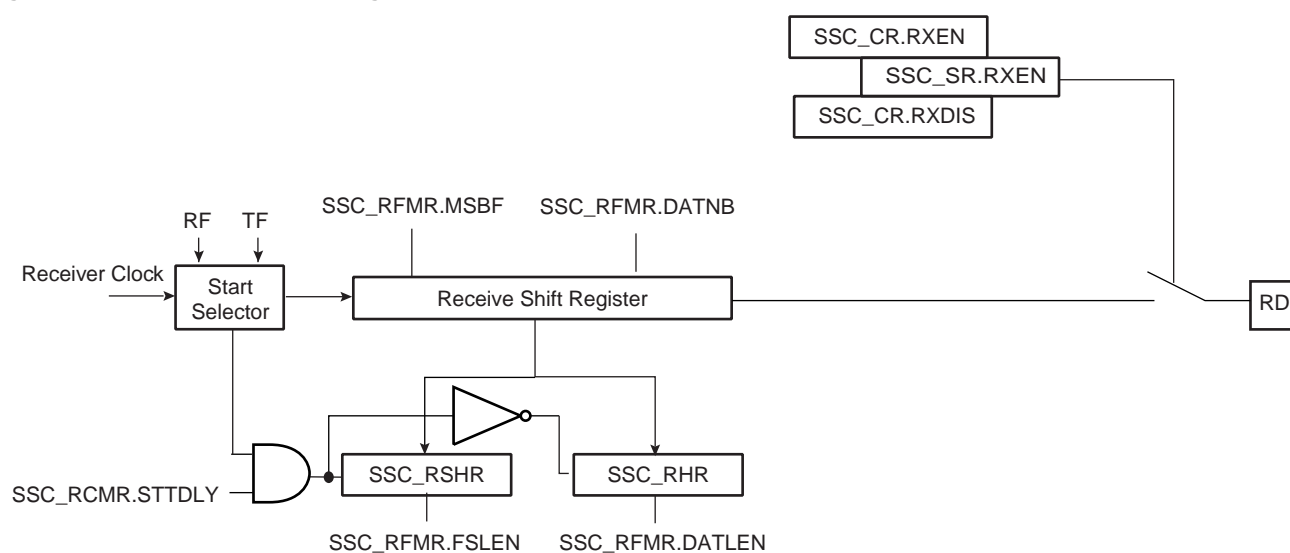 SSC_CR.RXEN
SSC_SR.RXEN
SSC_CR.RXDIS
SSC_RFMR.MSBF
SSC_RFMR.DATNB
RF
TF
Receiver Clock
Start
Selector
Receive Shift Register
RD
SSC_RSHR
SSC_RHR
SSC_RCMR.STTDLY
SSC_RFMR.FSLEN
SSC_RFMR.DATLEN